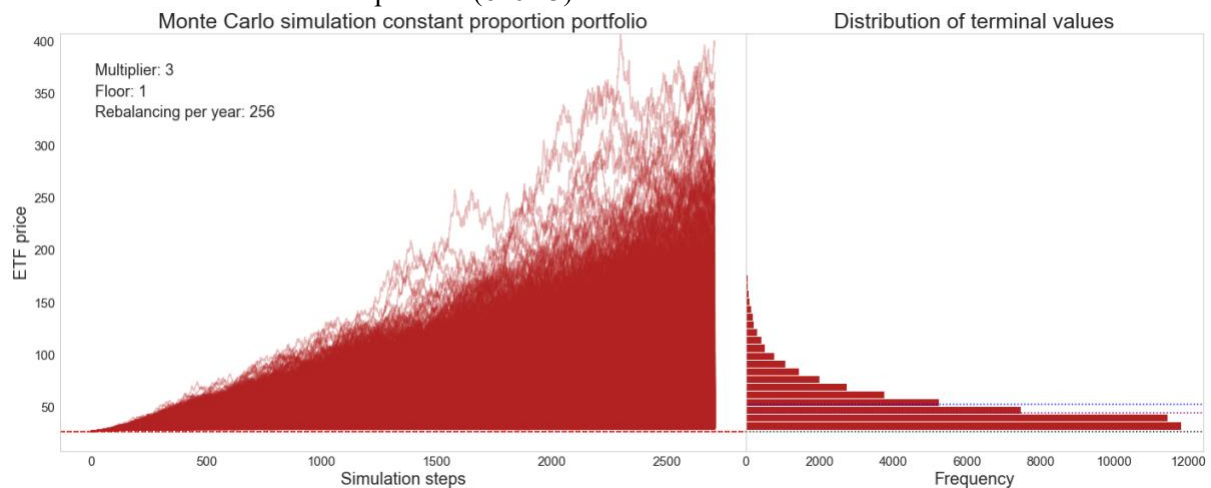 Monte Carlo simulation constant proportion portfolio
Distribution of terminal values
Multiplier: 3
Floor: 1
Rebalancing per year: 256
ETF price
400
350
300
250
200
150
100
50
0 500 1000 1500 2000 2500
Simulation steps
0 2000 4000 6000 8000 10000 12000
Frequency